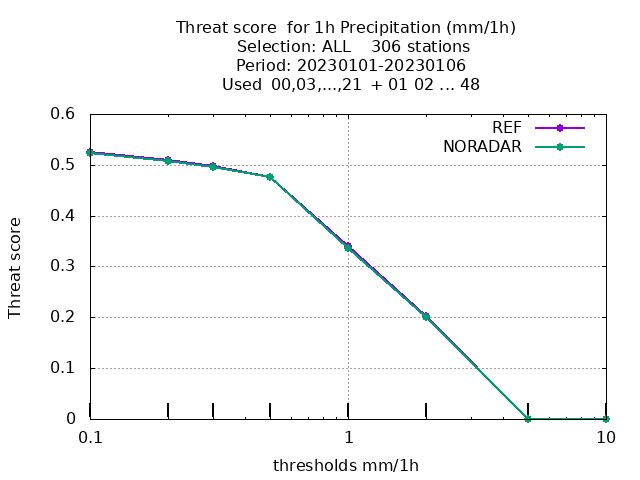 Threat score  for 1h Precipitation (mm/1h)
Selection: ALL    306 stations
Period: 20230101-20230106
Used  00,03,...,21  + 01 02 ... 48
REF
NORADAR
0.6
0.5
0.4
0.3
0.2
0.1
0
Threat score
0.1
1
10
thresholds mm/1h